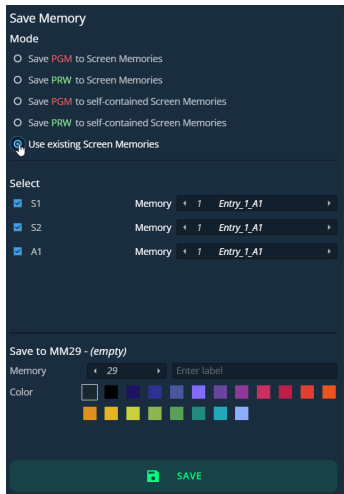 Save Memory
Mode
Save PGM to Screen Memories
Save PRW to Screen Memories
Save PGM to self-contained Screen Memories
Save PRW to self-contained Screen Memories
Use existing Screen Memories
Select
S1 Memory 1 Entry_1_A1
S2 Memory 1 Entry_1_A1
A1 Memory 1 Entry_1_A1
Save to MM29 - (empty)
Memory 29 Enter label
Color
SAVE